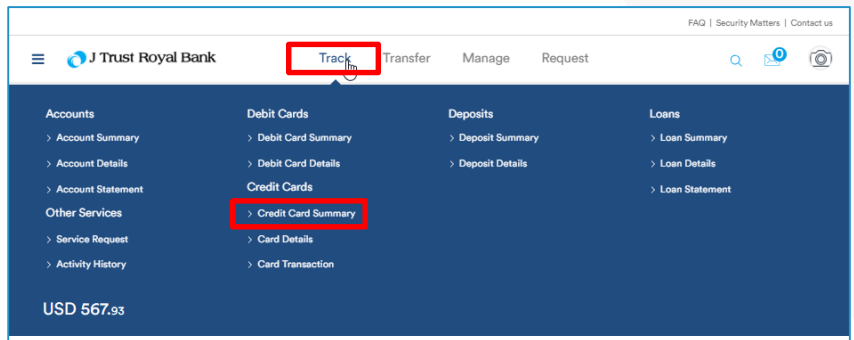 FAQ | Security Matters | Contact us
J Trust Royal Bank
Track Transfer Manage Request
0
Accounts
> Account Summary
> Account Details
> Account Statement
Other Services
> Service Request
> Activity History
Debit Cards
> Debit Card Summary
> Debit Card Details
Credit Cards
> Credit Card Summary
> Card Details
> Card Transaction
Deposits
> Deposit Summary
> Deposit Details
Loans
> Loan Summary
> Loan Details
> Loan Statement
USD 567.93